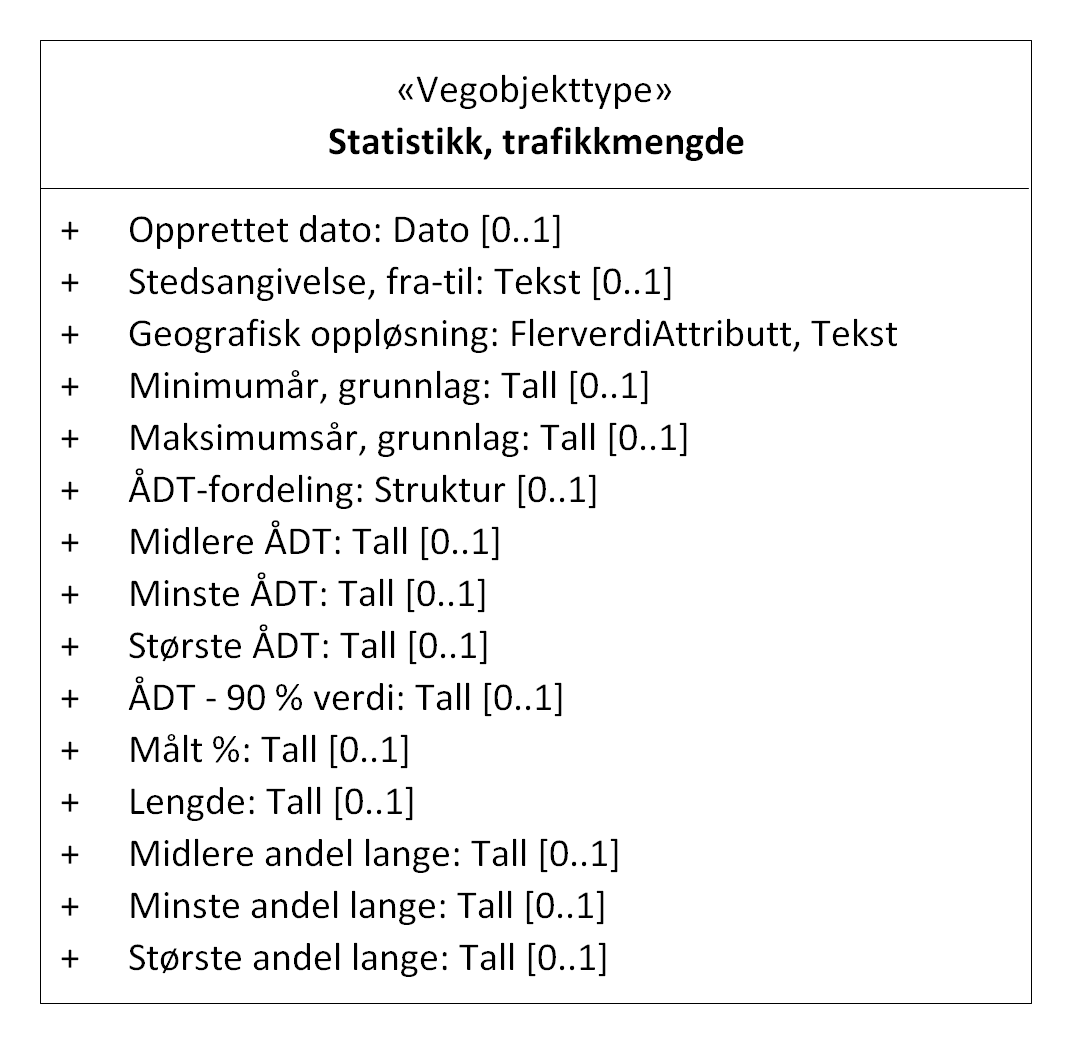 «Vegobjekttype»
Statistikk, trafikkmengde
+ Opprettet dato: Dato [0..1]
+ Stedsangivelse, fra-til: Tekst [0..1]
+ Geografisk oppløsning: FlerverdiAttributt, Tekst
+ Minimumår, grunnlag: Tall [0..1]
+ Maksimumsår, grunnlag: Tall [0..1]
+ ÅDT-fordeling: Struktur [0..1]
+ Midlere ÅDT: Tall [0..1]
+ Minste ÅDT: Tall [0..1]
+ Største ÅDT: Tall [0..1]
+ ÅDT - 90 % verdi: Tall [0..1]
+ Målt %: Tall [0..1]
+ Lengde: Tall [0..1]
+ Midlere andel lange: Tall [0..1]
+ Minste andel lange: Tall [0..1]
+ Største andel lange: Tall [0..1]